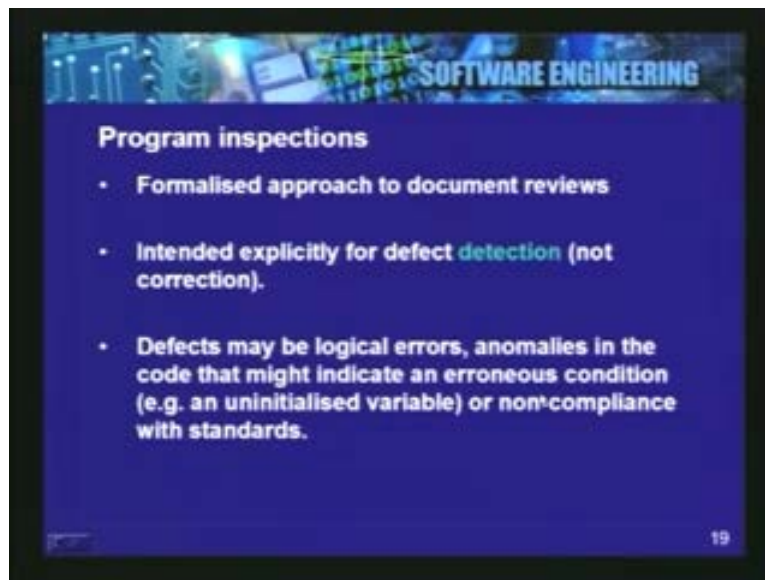 SOFTWARE ENGINEERING
Program inspections
• Formalised approach to document reviews
• Intended explicitly for defect detection (not
correction).
• Defects may be logical errors, anomalies in the
code that might indicate an erroneous condition
(e.g. an uninitialised variable) or non-compliance
with standards.
19